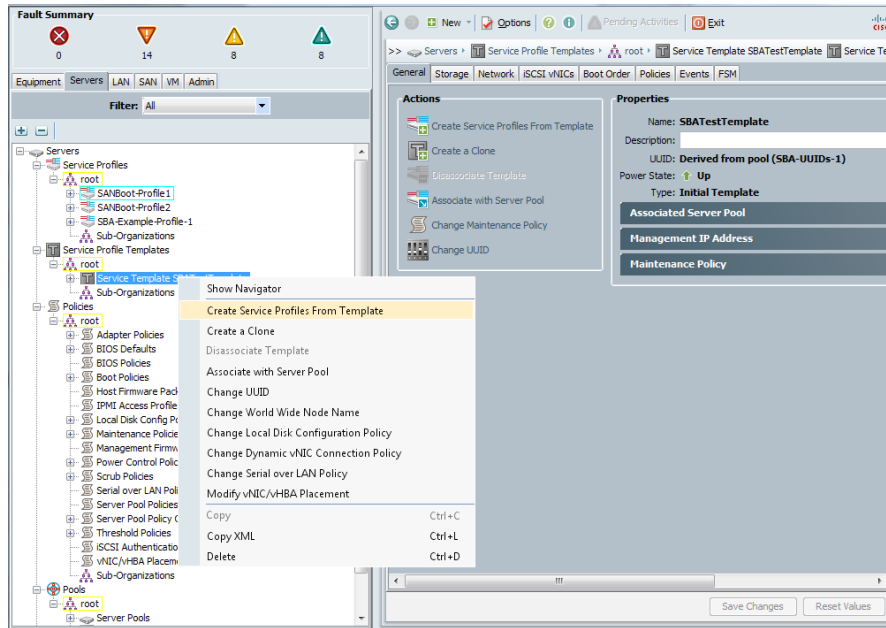 Fault Summary
0 14 8 8
Equipment Servers LAN SAN VM Admin
Filter: All
Servers
Service Profiles
root
SANBoot-Profile1
SANBoot-Profile2
SBA-Example-Profile-1
Sub-Organizations
Service Profile Templates
root
Service Template
Sub-Organizations
Policies
root
Adapter Policies
BIOS Defaults
BIOS Policies
Boot Policies
Host Firmware Pack
IPMI Access Profile
Local Disk Config Po
Maintenance Policie
Management Firmw
Power Control Polic
Scrub Policies
Serial over LAN Poli
Server Pool Policies
Server Pool Policy Q
Threshold Policies
iSCSI Authenticatio
vNIC/vHBA Placem
Sub-Organizations
Pools
root
Server Pools
Show Navigator
Create Service Profiles From Template
Create a Clone
Disassociate Template
Associate with Server Pool
Change UUID
Change World Wide Node Name
Change Local Disk Configuration Policy
Change Dynamic vNIC Connection Policy
Change Serial over LAN Policy
Modify vNIC/vHBA Placement
Copy Ctrl+C
Copy XML Ctrl+L
Delete Ctrl+D
New Options Pending Activities Exit
>> Servers Service Profile Templates root Service Template SBATestTemplate Service Te
General Storage Network iSCSI vNICs Boot Order Policies Events FSM
Actions
Create Service Profiles From Template
Create a Clone
Disassociate Template
Associate with Server Pool
Change Maintenance Policy
Change UUID
Properties
Name: SBATestTemplate
Description:
UUID: Derived from pool (SBA-UUIDs-1)
Power State: Up
Type: Initial Template
Associated Server Pool
Management IP Address
Maintenance Policy
Save Changes Reset Values